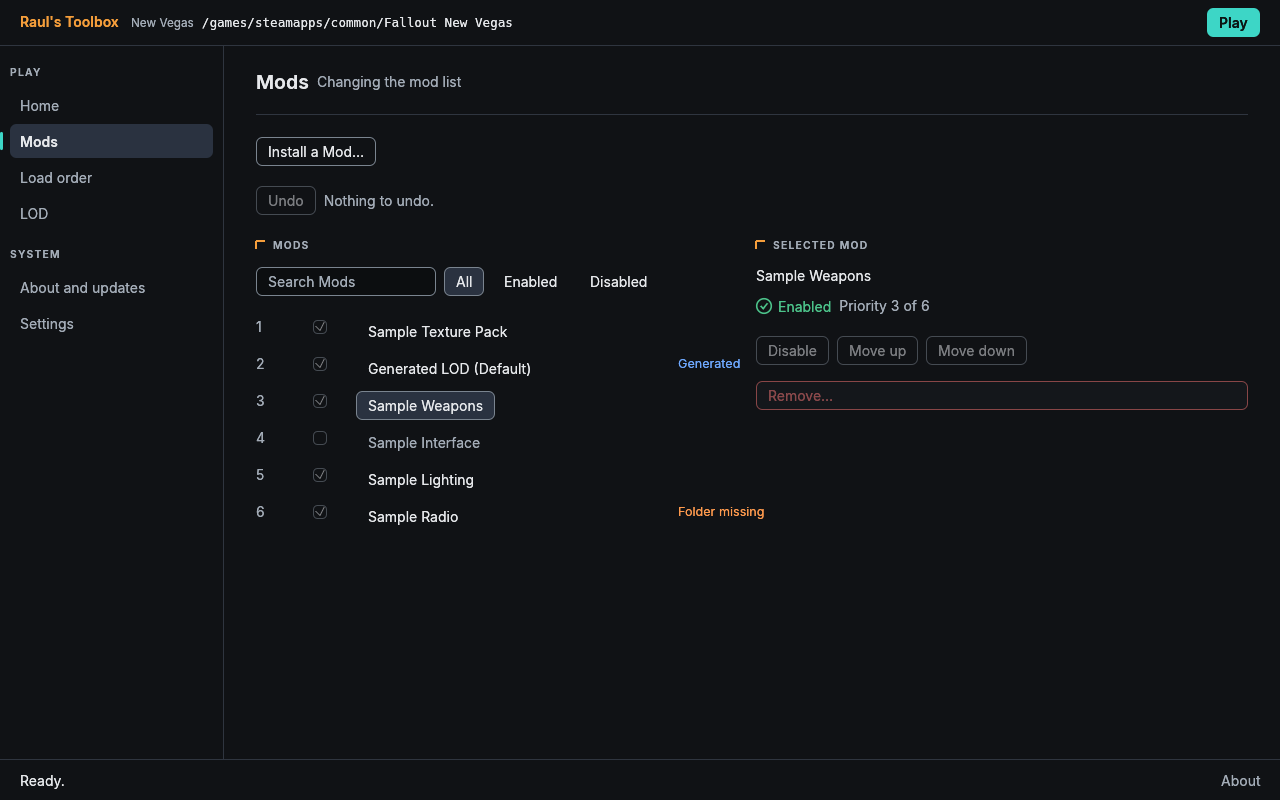 Raul's Toolbox New Vegas /games/steamapps/common/Fallout New Vegas Play
PLAY
Home
Mods
Load order
LOD
SYSTEM
About and updates
Settings
Mods Changing the mod list
Install a Mod...
Undo Nothing to undo.
MODS
Search Mods All Enabled Disabled
1 Sample Texture Pack
2 Generated LOD (Default) Generated
3 Sample Weapons
4 Sample Interface
5 Sample Lighting
6 Sample Radio Folder missing
SELECTED MOD
Sample Weapons
Enabled Priority 3 of 6
Disable Move up Move down
Remove...
Ready. About